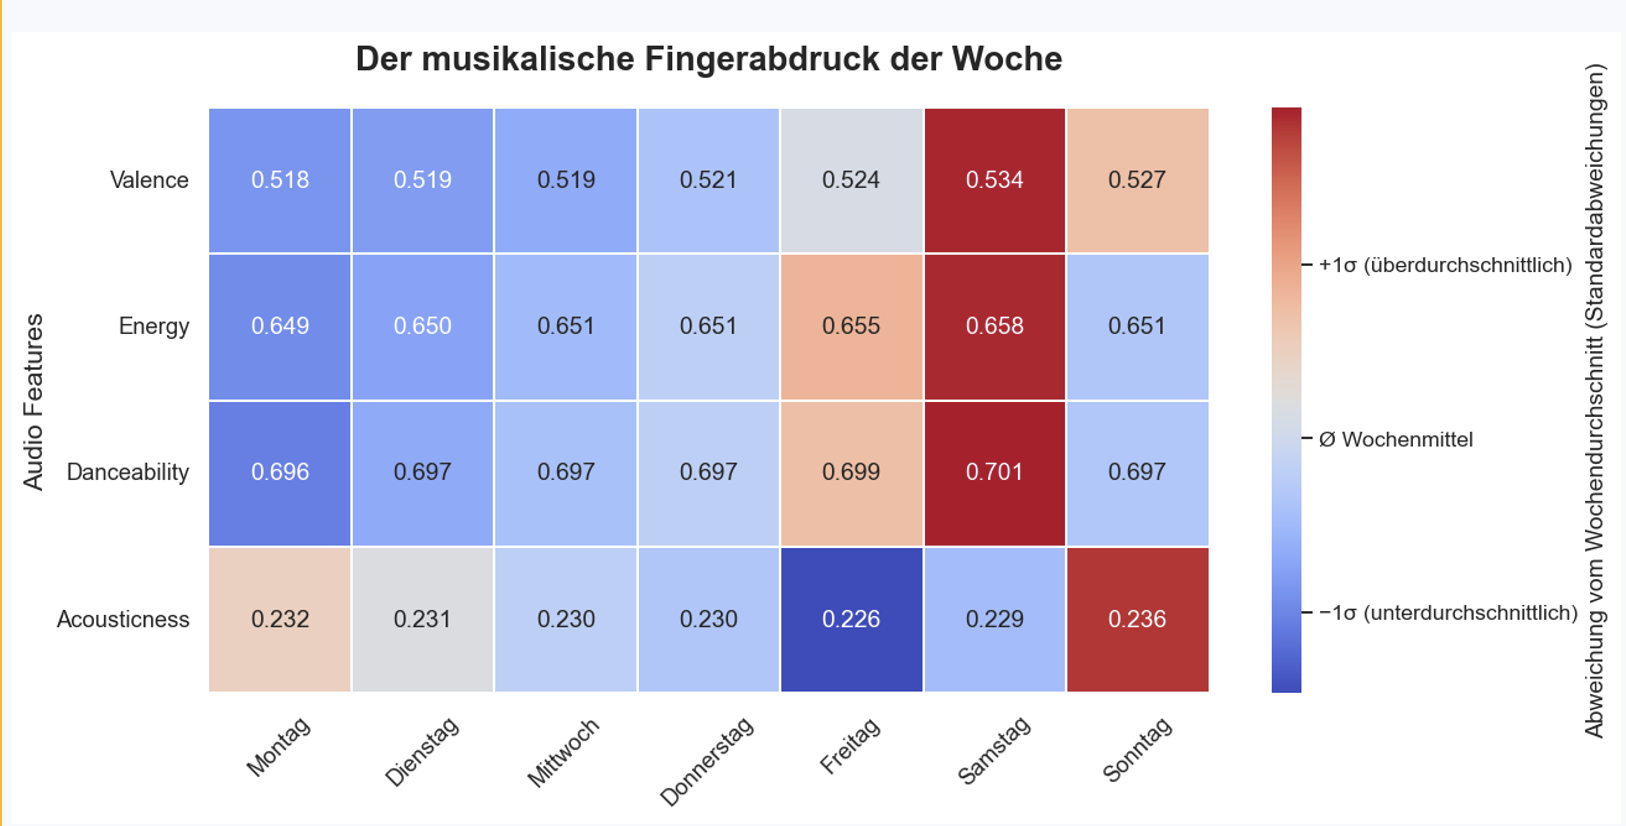 Der musikalische Fingerabdruck der Woche
Audio Features
Valence 0.518 0.519 0.519 0.521 0.524 0.534 0.527
Energy 0.649 0.650 0.651 0.651 0.655 0.658 0.651
Danceability 0.696 0.697 0.697 0.697 0.699 0.701 0.697
Acousticness 0.232 0.231 0.230 0.230 0.226 0.229 0.236
Montag Dienstag Mittwoch Donnerstag Freitag Samstag Sonntag
+1σ (überdurchschnittlich)
Ø Wochenmittel
−1σ (unterdurchschnittlich)
Abweichung vom Wochendurchschnitt (Standardabweichungen)